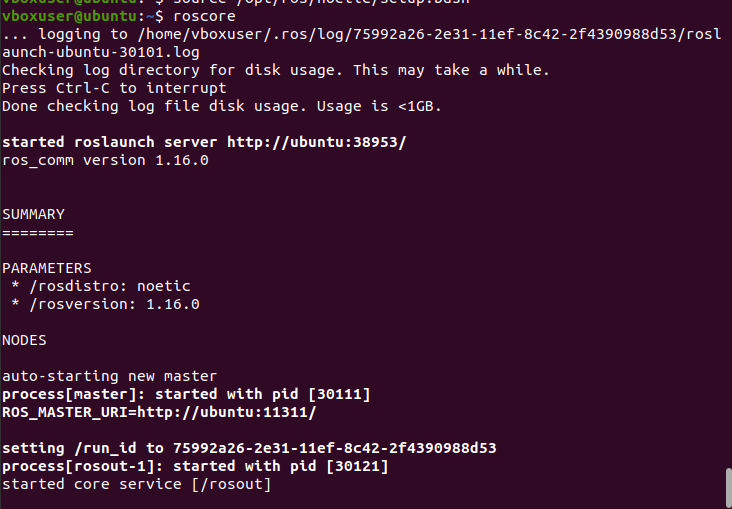 vboxuser@ubuntu:~$ source /opt/ros/noetic/setup.bash
vboxuser@ubuntu:~$ roscore
... logging to /home/vboxuser/.ros/log/75992a26-2e31-11ef-8c42-2f4390988d53/rosl
aunch-ubuntu-30101.log
Checking log directory for disk usage. This may take a while.
Press Ctrl-C to interrupt
Done checking log file disk usage. Usage is <1GB.
started roslaunch server http://ubuntu:38953/
ros_comm version 1.16.0
SUMMARY
========
PARAMETERS
 * /rosdistro: noetic
 * /rosversion: 1.16.0
NODES
auto-starting new master
process[master]: started with pid [30111]
ROS_MASTER_URI=http://ubuntu:11311/
setting /run_id to 75992a26-2e31-11ef-8c42-2f4390988d53
process[rosout-1]: started with pid [30121]
started core service [/rosout]